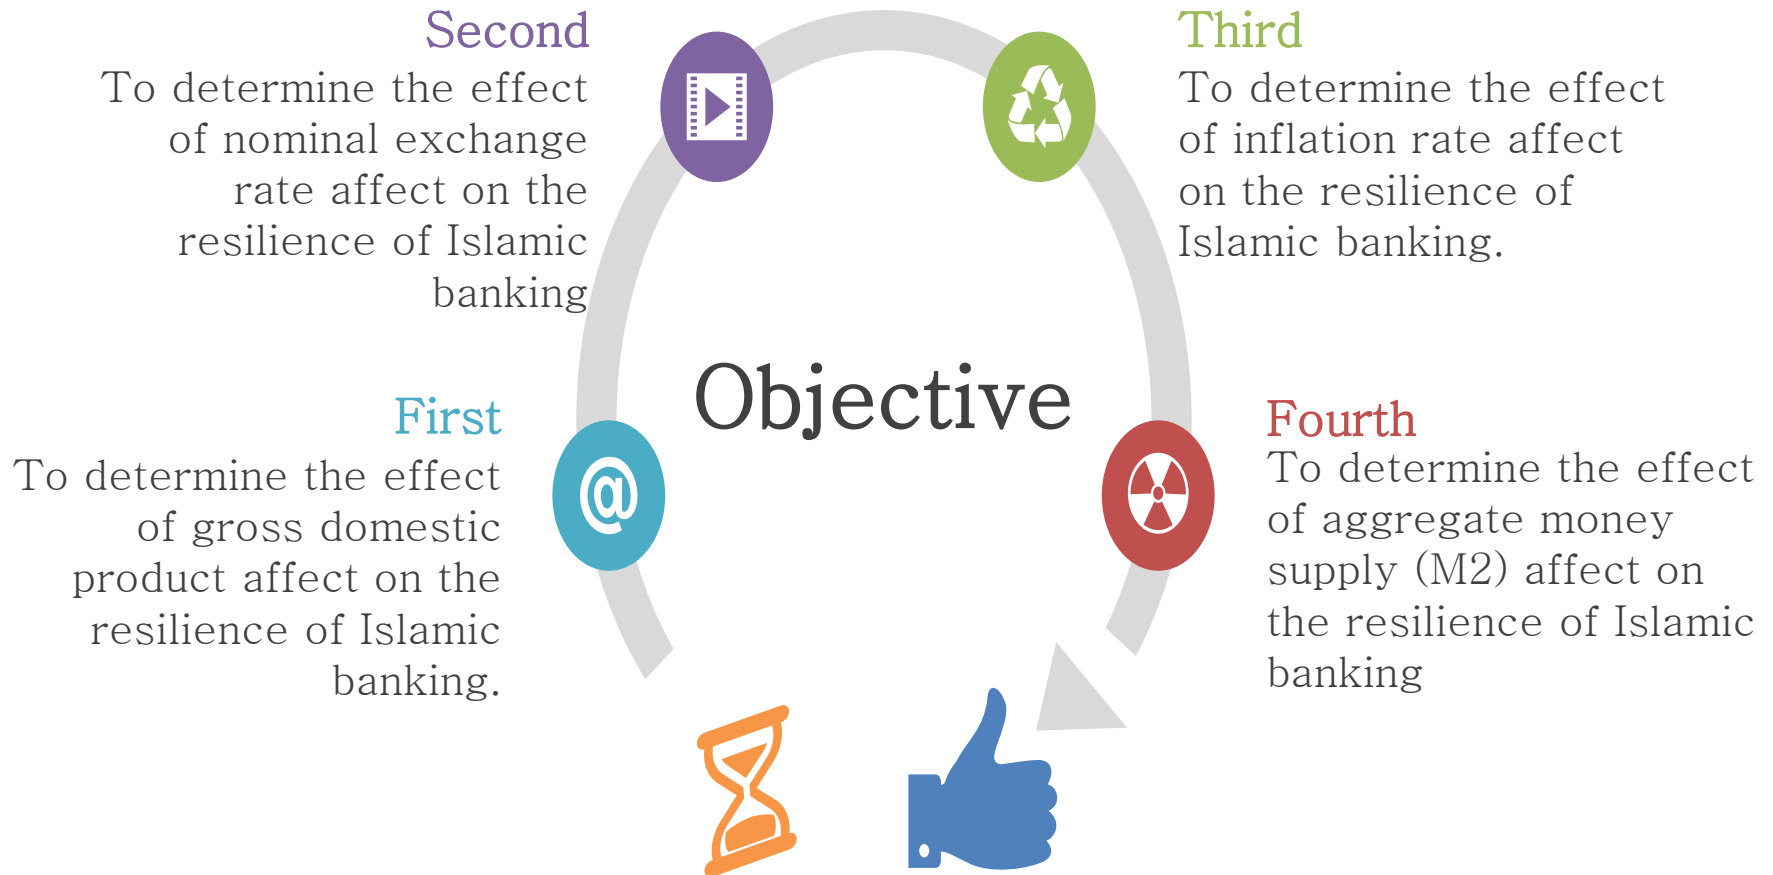 Second
To determine the effect
of nominal exchange
rate affect on the
resilience of Islamic
banking
Third
To determine the effect
of inflation rate affect
on the resilience of
Islamic banking.
Objective
First
To determine the effect
of gross domestic
product affect on the
resilience of Islamic
banking.
@
Fourth
To determine the effect
of aggregate money
supply (M2) affect on
the resilience of Islamic
banking